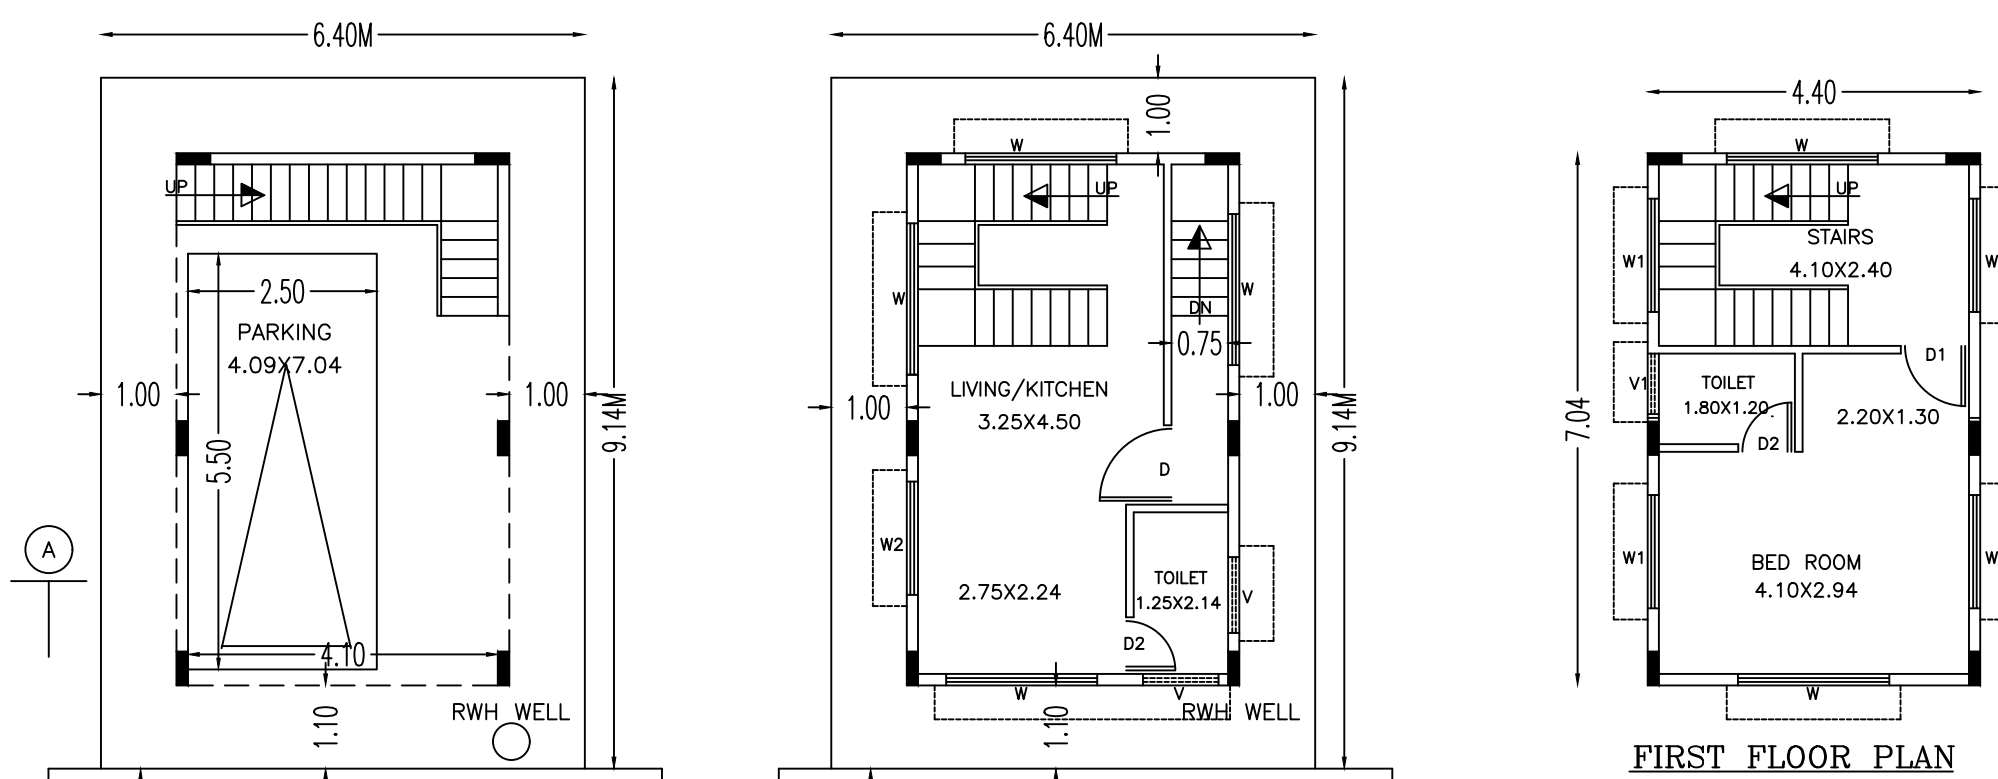 6.40M
UP
2.50
PARKING
4.09X7.04
1.00
1.00
9.14M
5.50
A
4.10
RWH WELL
1.10
6.40M
1.00
W
UP
W
W
DN
0.75
LIVING/KITCHEN
3.25X4.50
1.00
1.00
9.14M
D
W2
2.75X2.24
TOILET
1.25X2.14
V
D2
W
V
RWH WELL
1.10
4.40
W
UP
STAIRS
4.10X2.40
W1
W
D1
V1
TOILET
1.80X1.20
2.20X1.30
7.04
D2
W1
W
BED ROOM
4.10X2.94
W
FIRST FLOOR PLAN